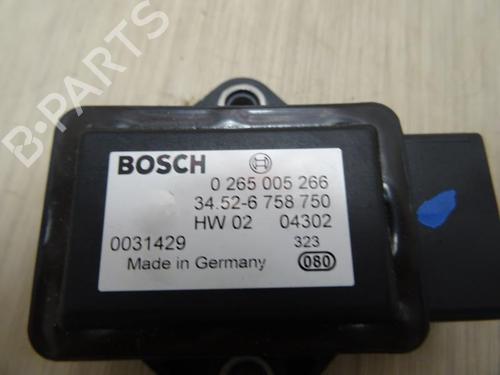 B-PARTS
BOSCH
0 265 005 266
34.52-6 758 750
HW 02 04302
0031429 323
Made in Germany 080